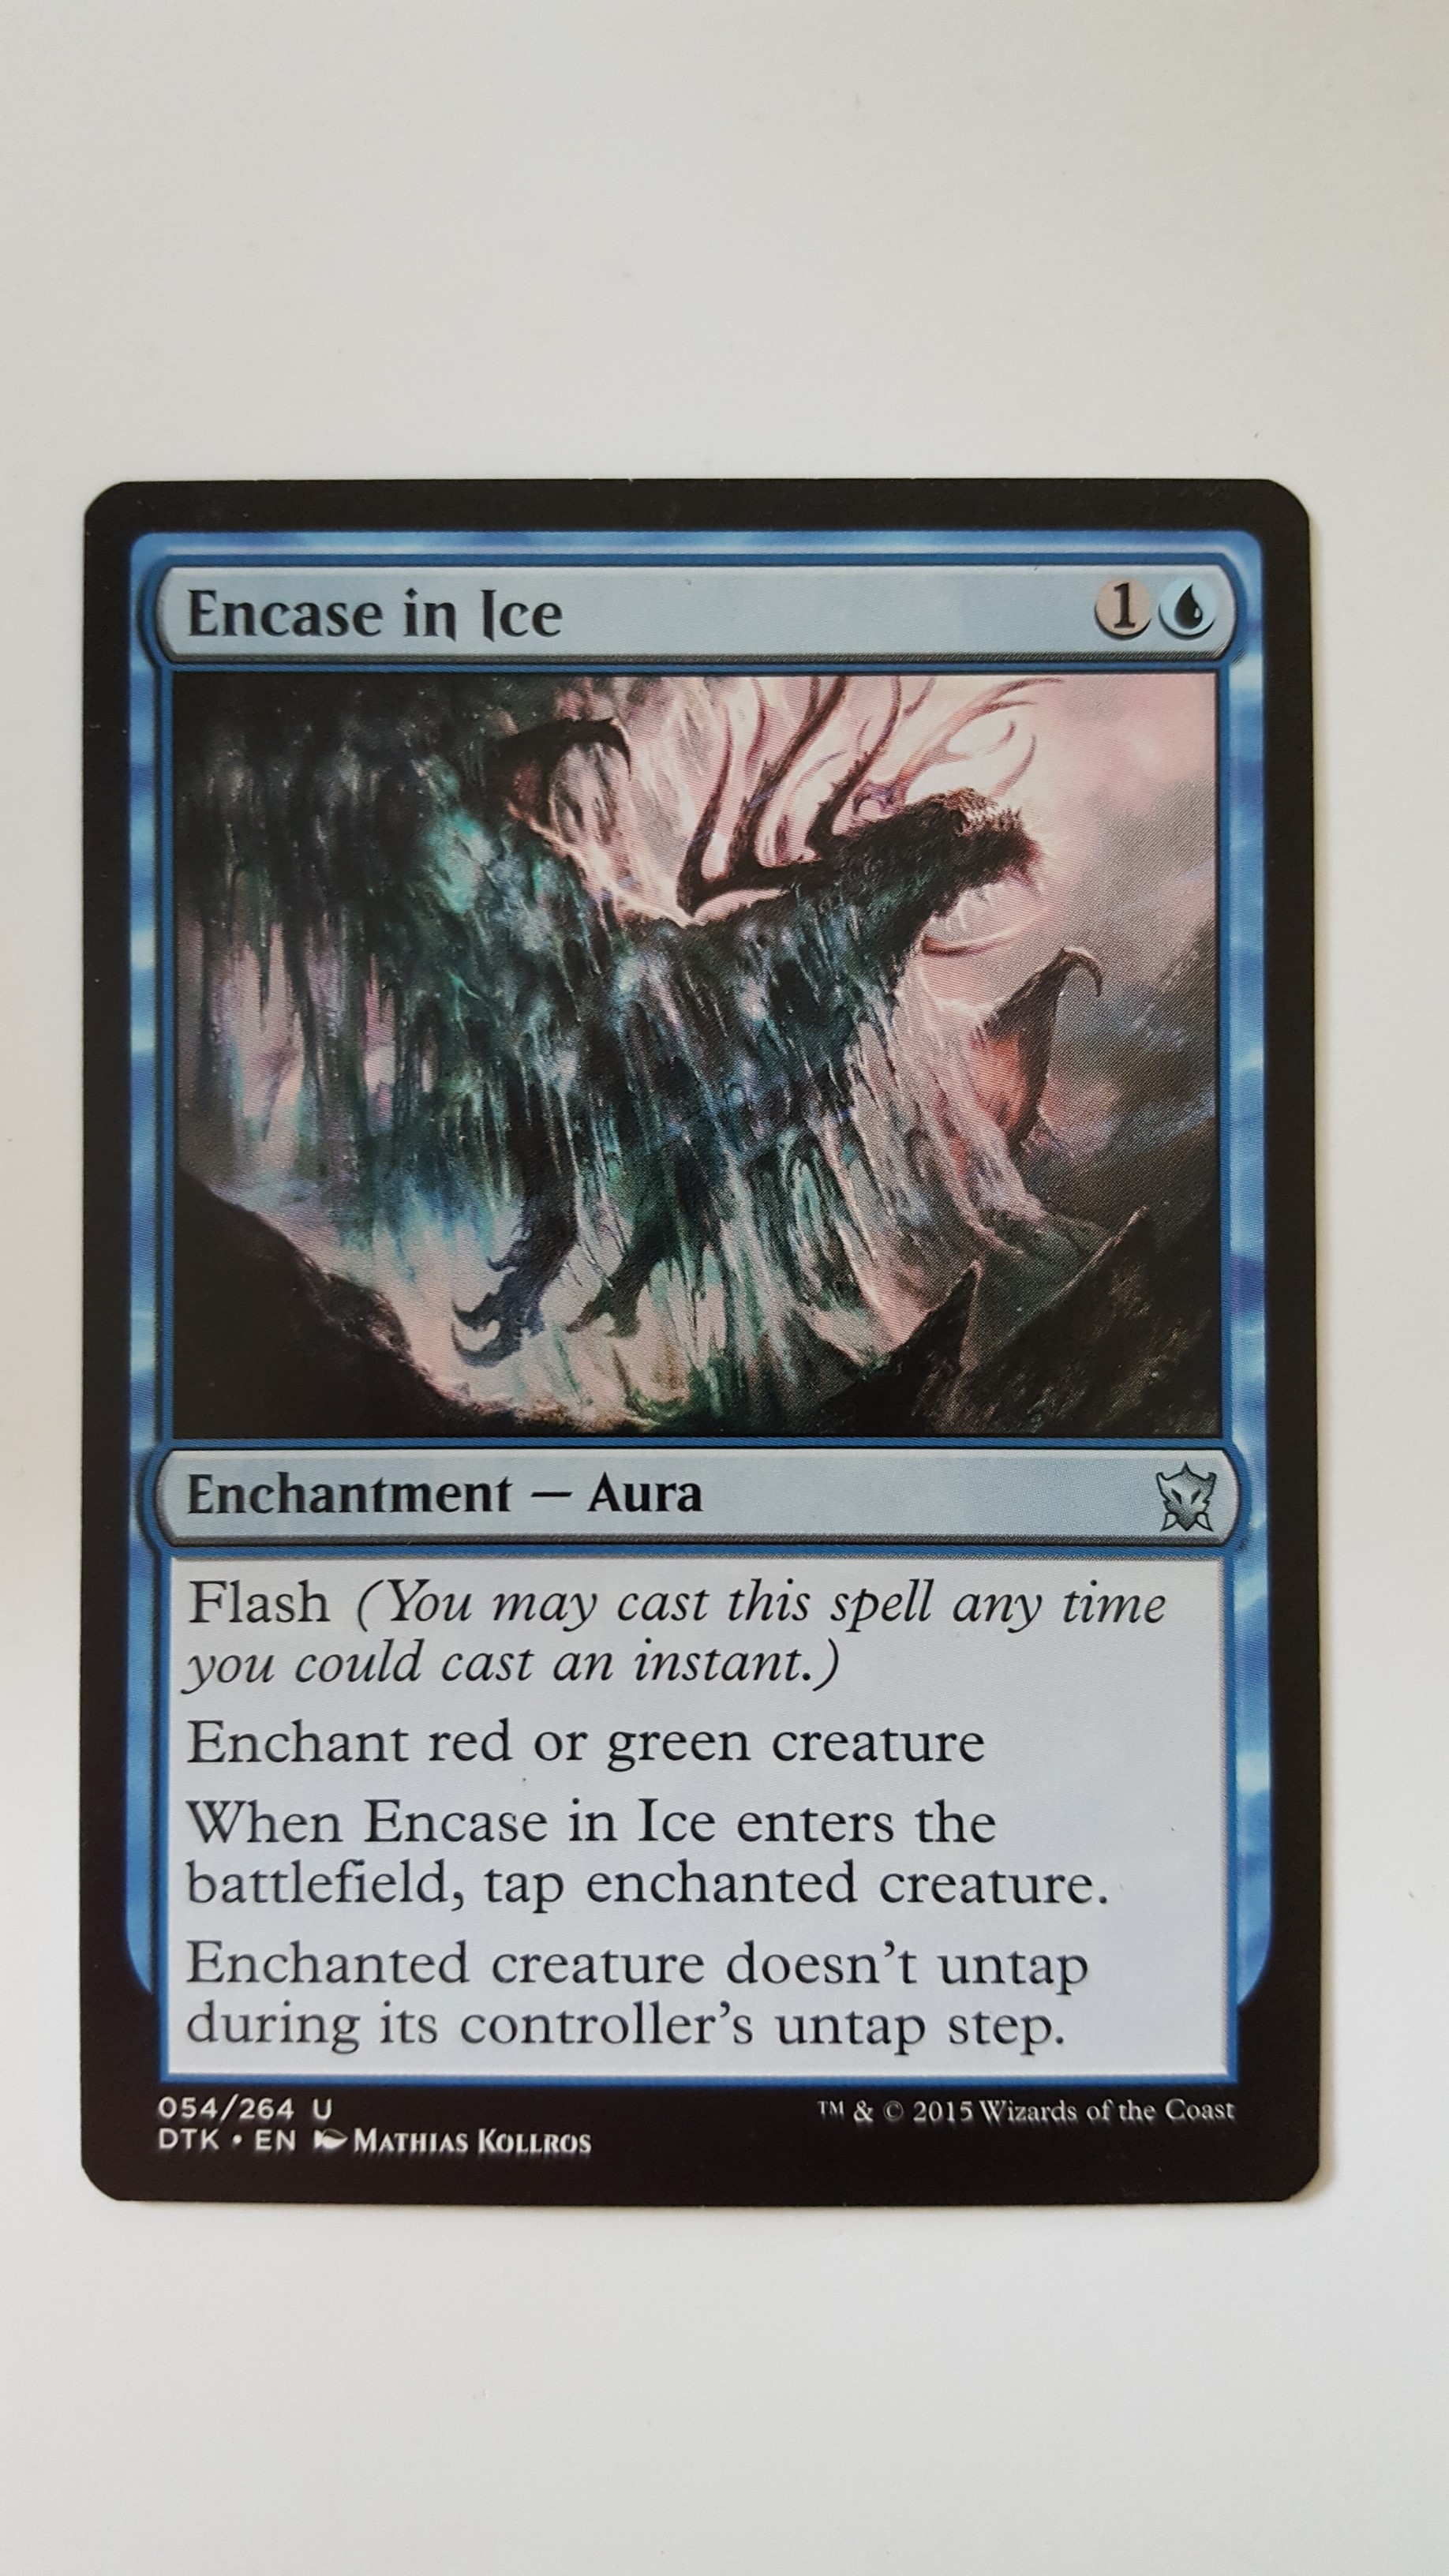 Encase in Ice 1
Enchantment — Aura
Flash (You may cast this spell any time
you could cast an instant.)
Enchant red or green creature
When Encase in Ice enters the
battlefield, tap enchanted creature.
Enchanted creature doesn't untap
during its controller's untap step.
054/264 U
DTK • EN Mathias Kollros
™ & © 2015 Wizards of the Coast